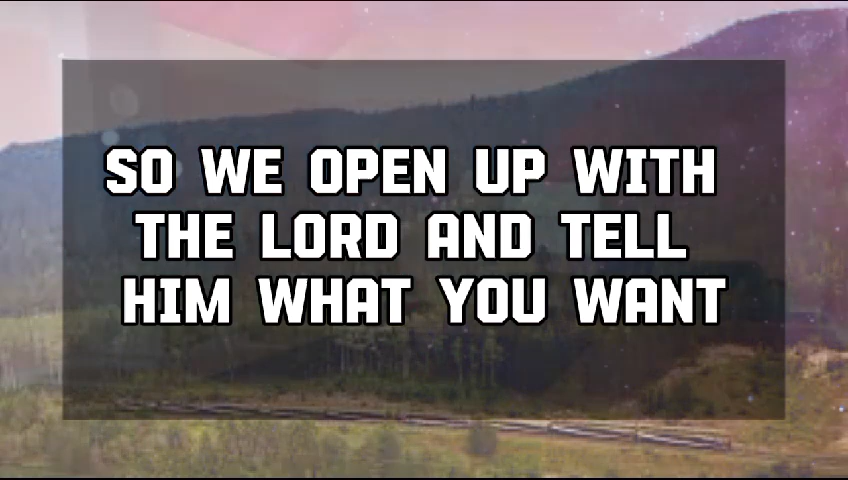 SO WE OPEN UP WITH
THE LORD AND TELL
HIM WHAT YOU WANT